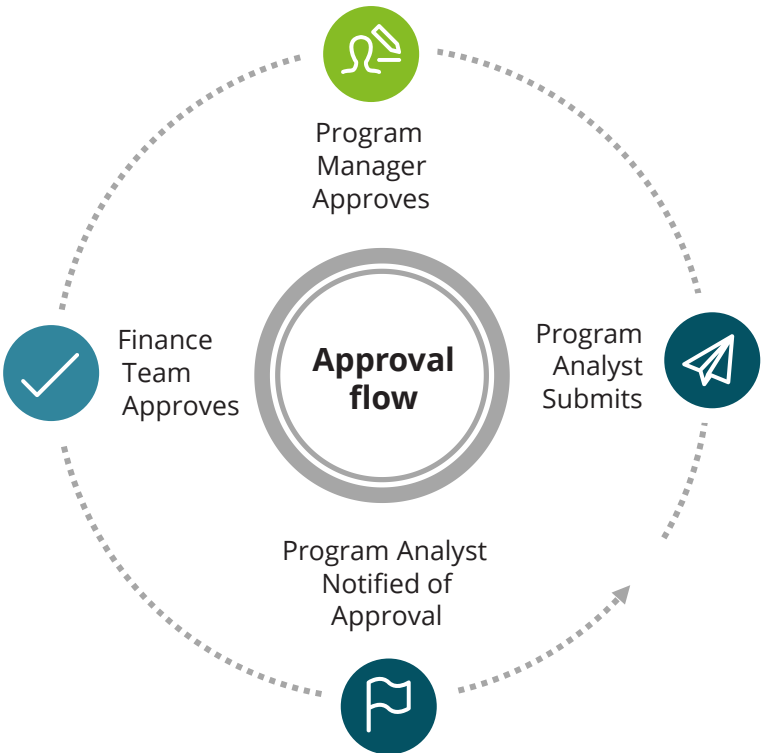 Program
Manager
Approves
Finance
Team
Approves
Approval
flow
Program
Analyst
Submits
Program Analyst
Notified of
Approval